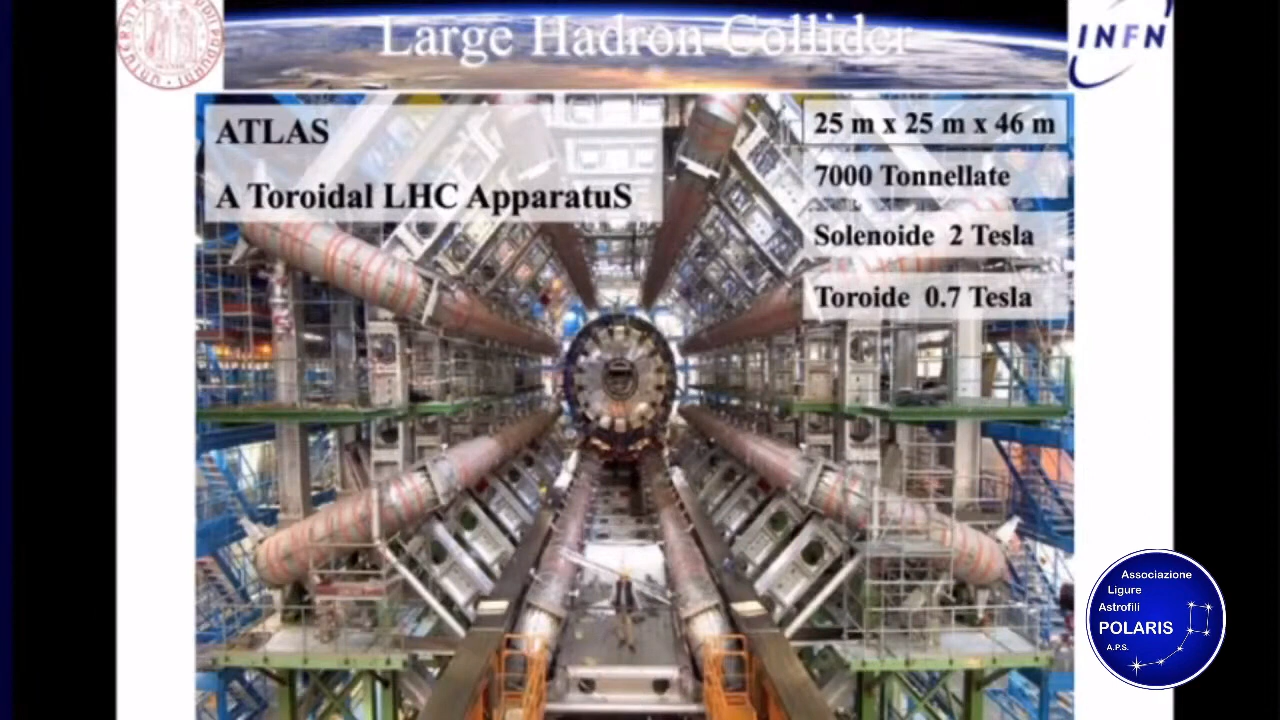 Large Hadron Collider
INFN
ATLAS
A Toroidal LHC ApparatuS
25 m x 25 m x 46 m
7000 Tonnellate
Solenoide 2 Tesla
Toroide 0.7 Tesla
Associazione
Ligure
Astrofili
POLARIS
A.P.S.